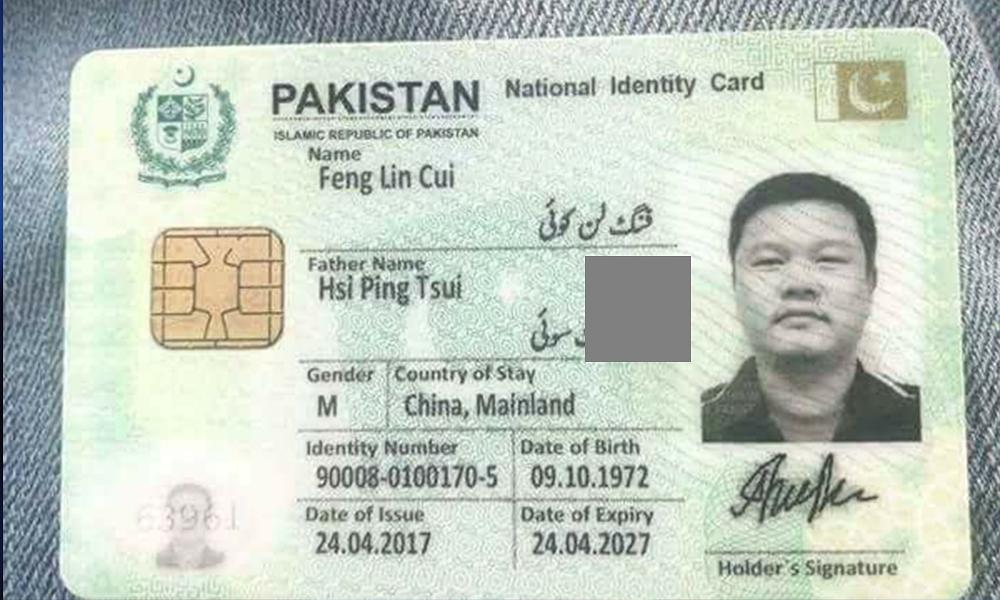 PAKISTAN National Identity Card
ISLAMIC REPUBLIC OF PAKISTAN
Name
Feng Lin Cui
فنگ لن کوئی
Father Name
Hsi Ping Tsui
سوئی
Gender Country of Stay
M China, Mainland
Identity Number Date of Birth
90008-0100170-5 09.10.1972
Date of Issue Date of Expiry
24.04.2017 24.04.2027
63961
Holder's Signature